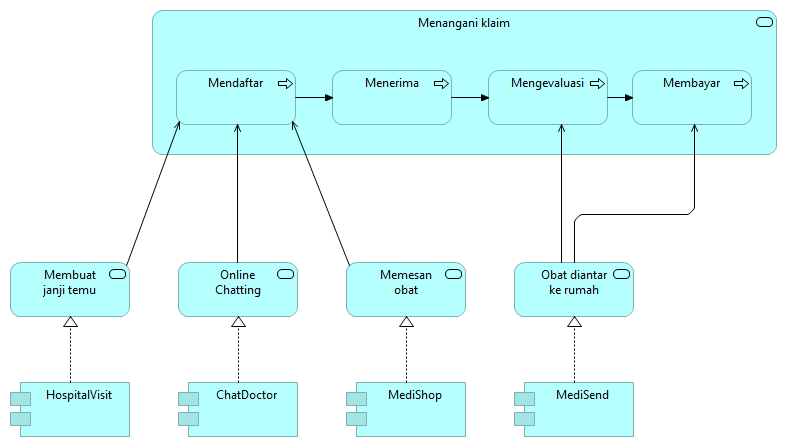 Menangani klaim
Mendaftar
Menerima
Mengevaluasi
Membayar
Membuat
janji temu
Online
Chatting
Memesan
obat
Obat diantar
ke rumah
HospitalVisit
ChatDoctor
MediShop
MediSend